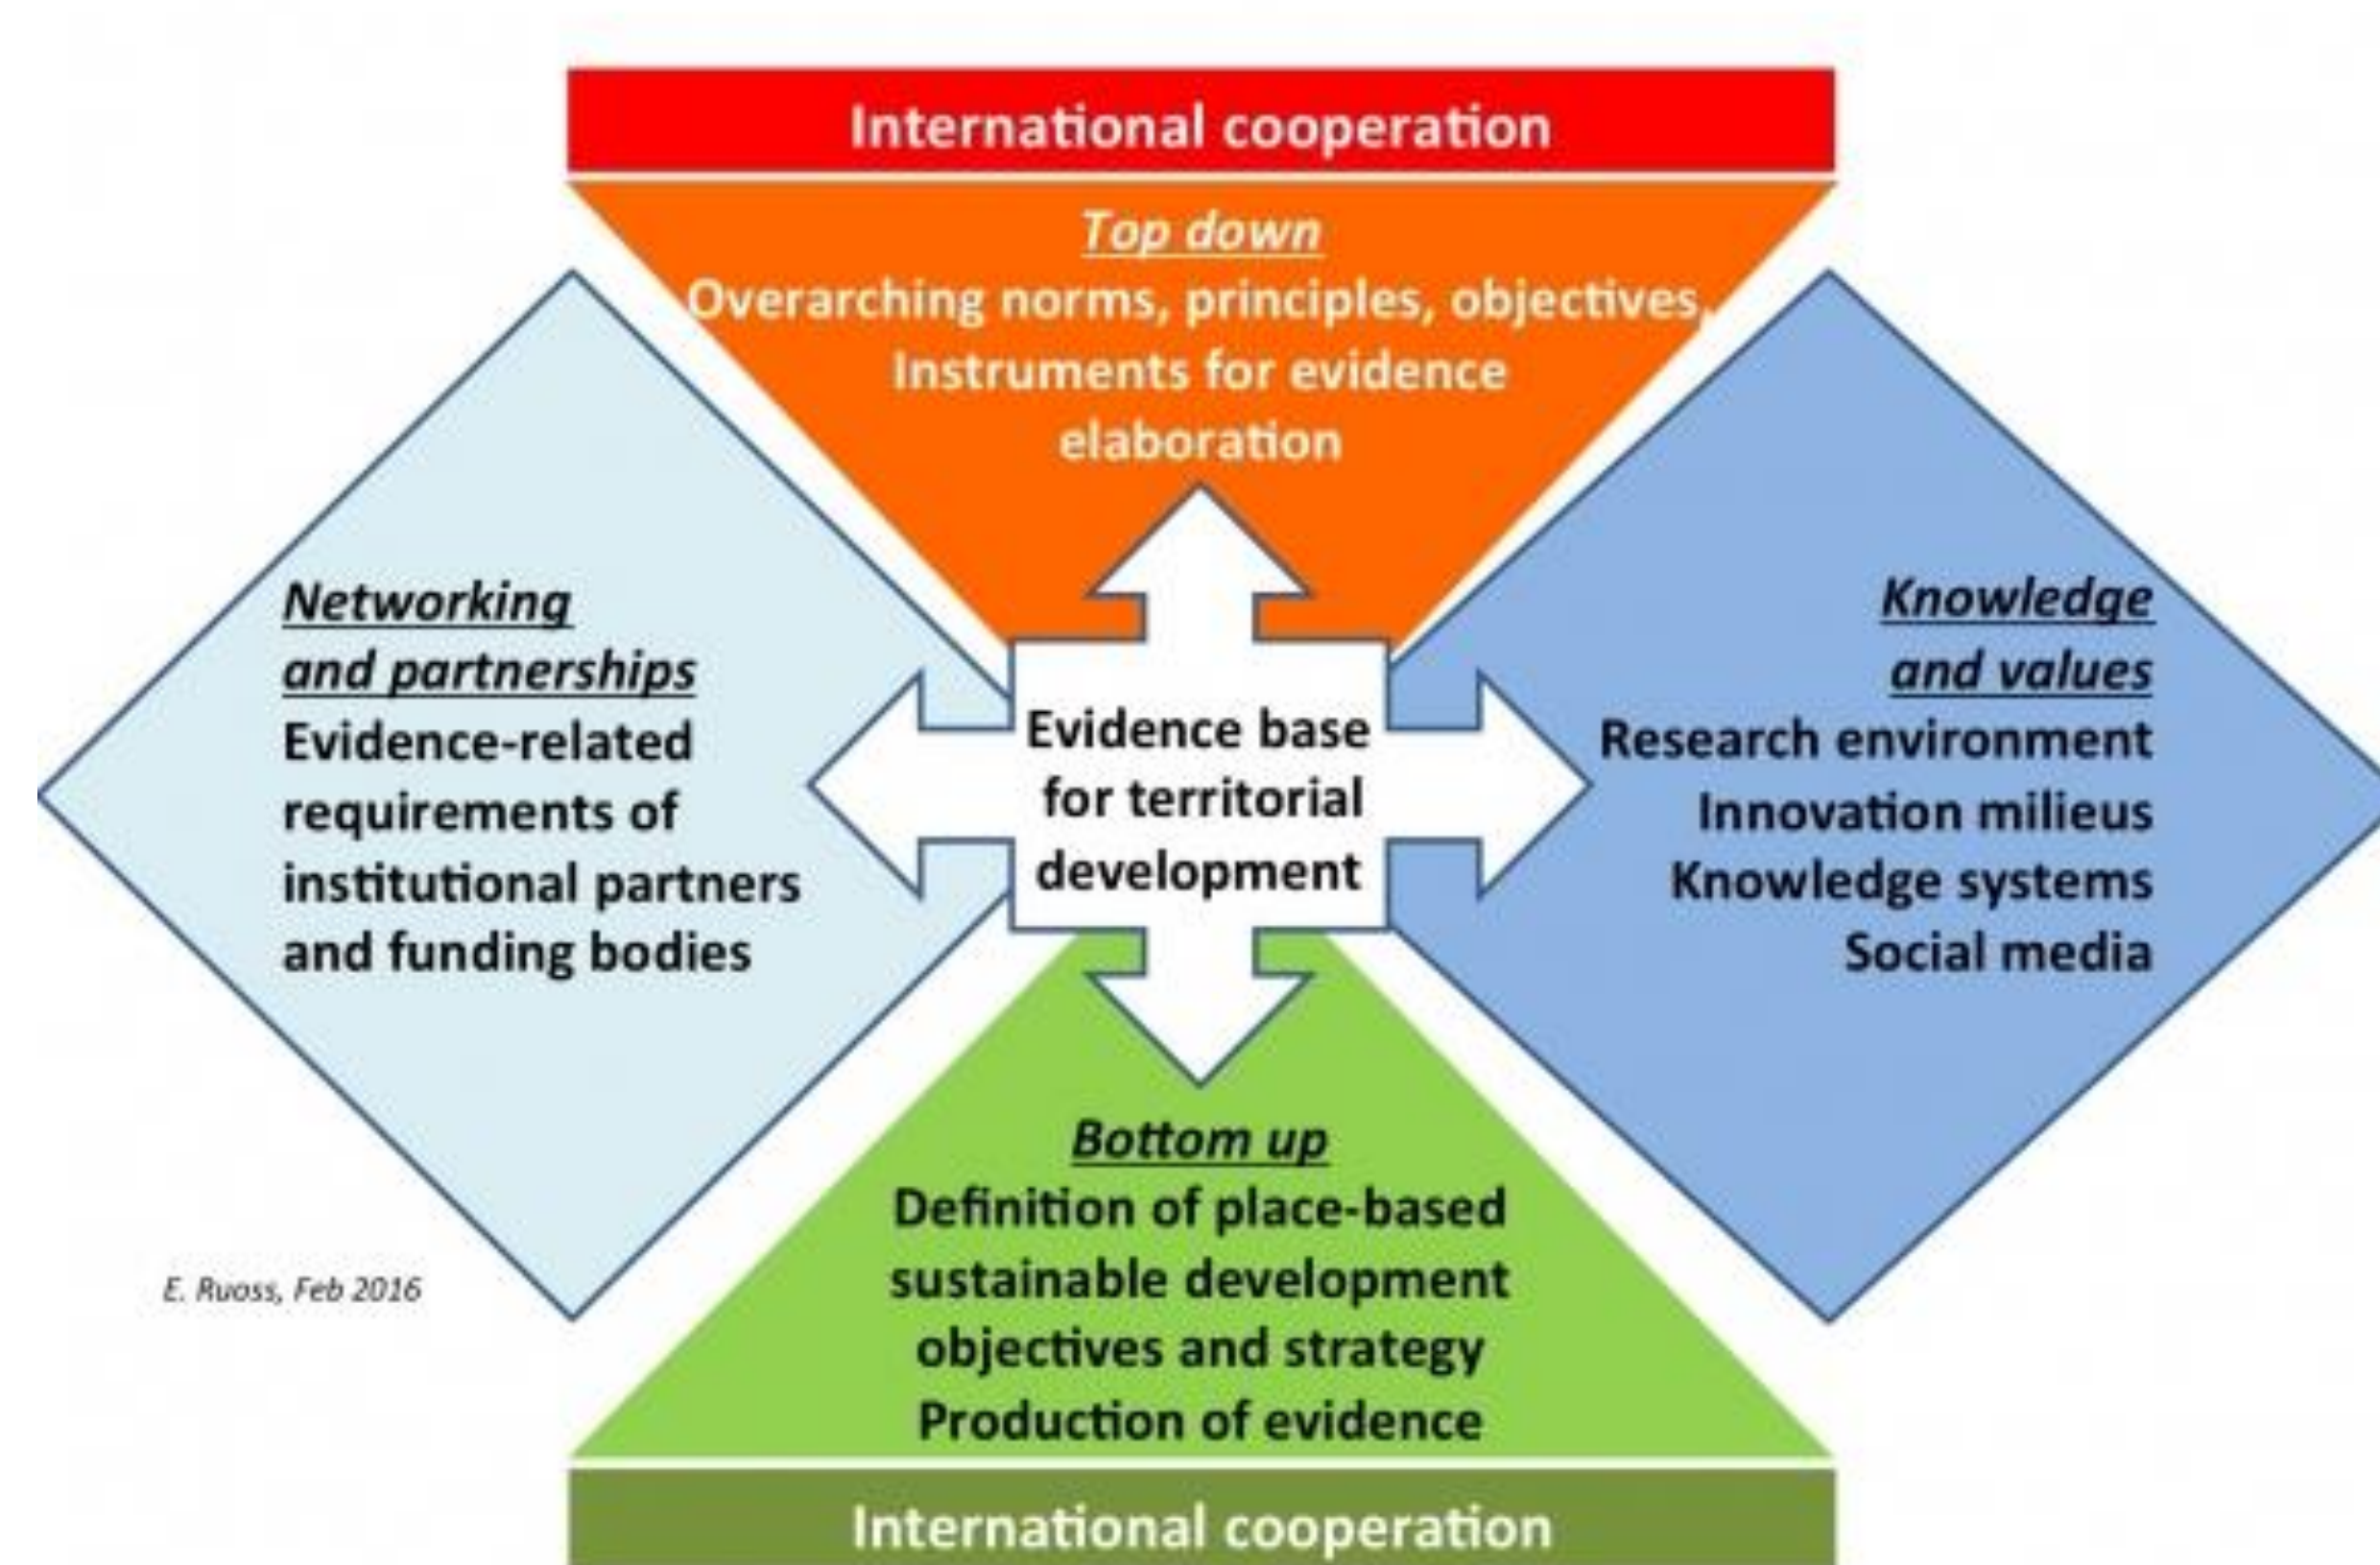 International cooperation
Top down
Overarching norms, principles, objectives,
Instruments for evidence
elaboration
Networking
and partnerships
Evidence-related
requirements of
institutional partners
and funding bodies
Evidence base
for territorial
development
Knowledge
and values
Research environment
Innovation milieus
Knowledge systems
Social media
Bottom up
Definition of place-based
sustainable development
objectives and strategy
Production of evidence
E. Ruoss, Feb 2016
International cooperation